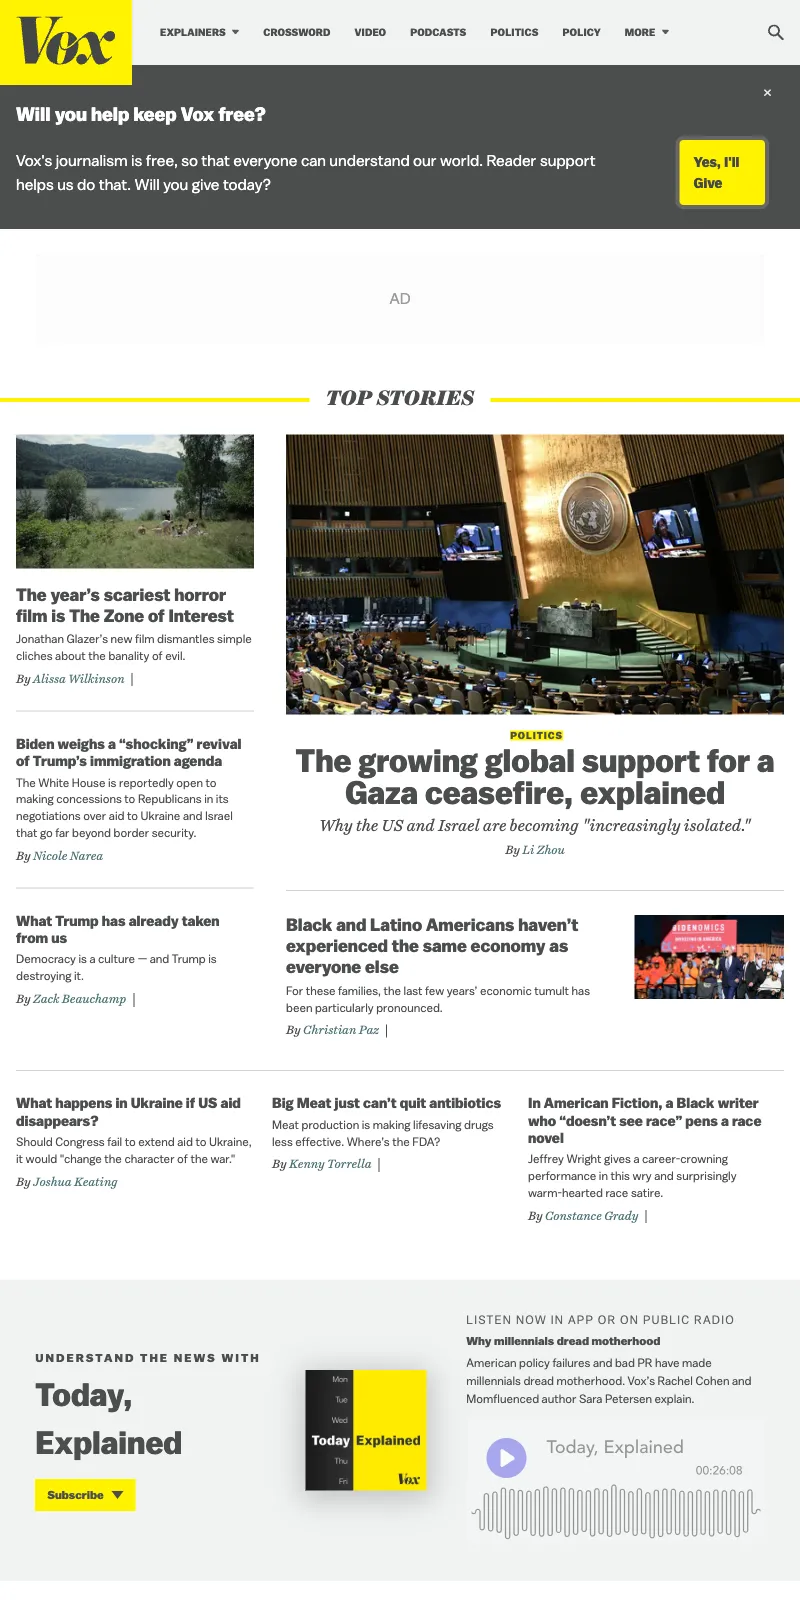 Vox
EXPLAINERS
CROSSWORD
VIDEO
PODCASTS
POLITICS
POLICY
MORE
Will you help keep Vox free?
×
Vox's journalism is free, so that everyone can understand our world. Reader support
helps us do that. Will you give today?
Yes, I'll
Give
AD
TOP STORIES
The year's scariest horror
film is The Zone of Interest
Jonathan Glazer's new film dismantles simple
cliches about the banality of evil.
By Alissa Wilkinson |
Biden weighs a “shocking” revival
of Trump’s immigration agenda
The White House is reportedly open to
making concessions to Republicans in its
negotiations over aid to Ukraine and Israel
that go far beyond border security.
By Nicole Narea
What Trump has already taken
from us
Democracy is a culture — and Trump is
destroying it.
By Zack Beauchamp |
POLITICS
The growing global support for a
Gaza ceasefire, explained
Why the US and Israel are becoming "increasingly isolated."
By Li Zhou
Black and Latino Americans haven’t
experienced the same economy as
everyone else
For these families, the last few years’ economic tumult has
been particularly pronounced.
By Christian Paz |
BIDENOMICS
INVESTING IN AMERICA
What happens in Ukraine if US aid
disappears?
Should Congress fail to extend aid to Ukraine,
it would "change the character of the war."
By Joshua Keating
Big Meat just can’t quit antibiotics
Meat production is making lifesaving drugs
less effective. Where’s the FDA?
By Kenny Torrella |
In American Fiction, a Black writer
who “doesn’t see race” pens a race
novel
Jeffrey Wright gives a career-crowning
performance in this wry and surprisingly
warm-hearted race satire.
By Constance Grady |
UNDERSTAND THE NEWS WITH
Today,
Explained
Subscribe
Mon
Tue
Wed
Today Explained
Thu
Fri
Vox
LISTEN NOW IN APP OR ON PUBLIC RADIO
Why millennials dread motherhood
American policy failures and bad PR have made
millennials dread motherhood. Vox’s Rachel Cohen and
Momfluenced author Sara Petersen explain.
Today, Explained
00:26:08